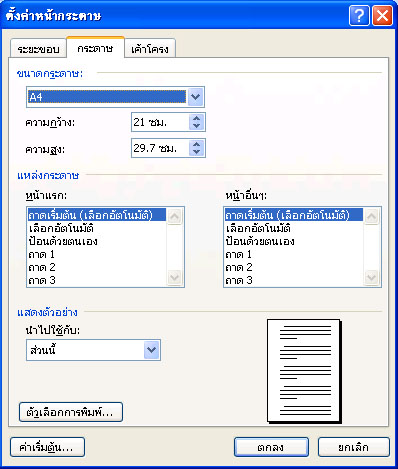 ตั้งค่าหน้ากระดาษ
ระยะขอบ กระดาษ เค้าโครง
ขนาดกระดาษ:
A4
ความกว้าง: 21 ซม.
ความสูง: 29.7 ซม.
แหล่งกระดาษ
หน้าแรก: หน้าอื่นๆ:
ถาดเริ่มต้น (เลือกอัตโนมัติ) ถาดเริ่มต้น (เลือกอัตโนมัติ)
เลือกอัตโนมัติ เลือกอัตโนมัติ
ป้อนด้วยตนเอง ป้อนด้วยตนเอง
ถาด 1 ถาด 1
ถาด 2 ถาด 2
ถาด 3 ถาด 3
แสดงตัวอย่าง
นำไปใช้กับ:
ส่วนนี้
ตัวเลือกการพิมพ์...
ค่าเริ่มต้น... ตกลง ยกเลิก